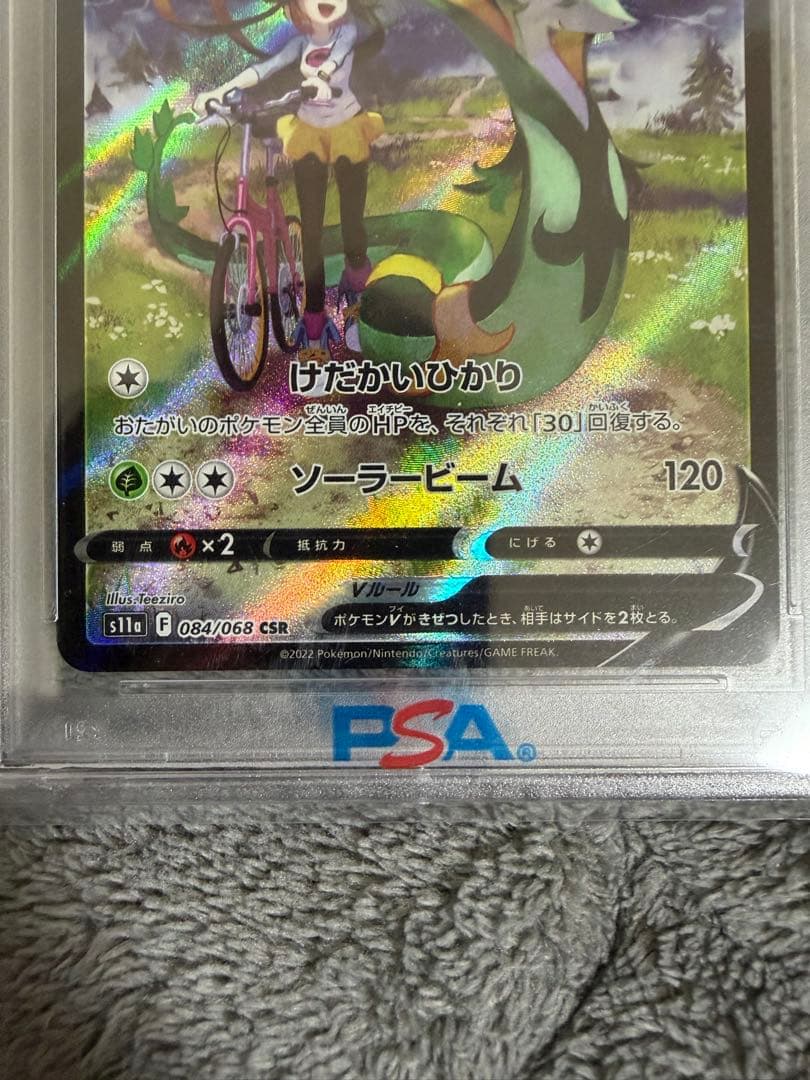 けだかいひかり
おたがいのポケモン全員のHPを、それぞれ「30」回復する。
ソーラービーム 120
弱点 ×2 抵抗力 にげる
Vルール
Illus. Teeziro
ポケモンVがきぜつしたとき、相手はサイドを2枚とる。
s11a F 084/068 CSR
©2022 Pokémon/Nintendo/Creatures/GAME FREAK.
PSA®